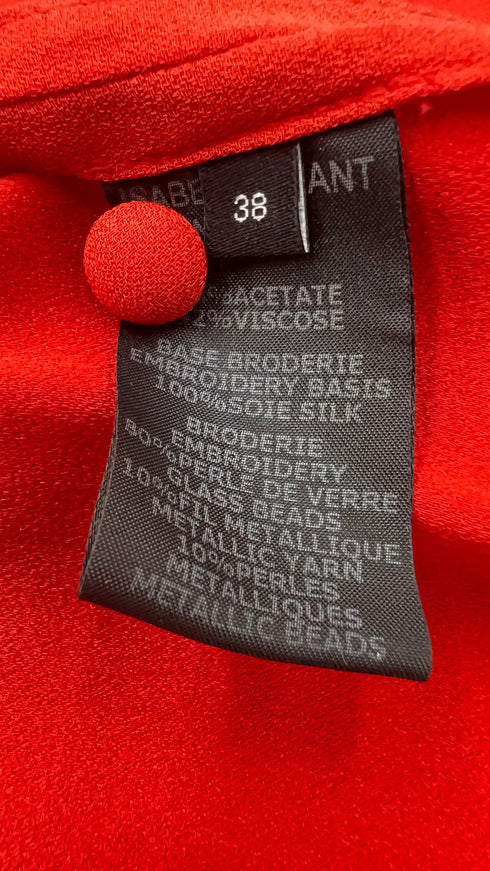 38
ACETATE
%VISCOSE
BASE BRODERIE
EMBROIDERY BASIS
100%SOIE SILK
BRODERIE
EMBROIDERY
80%PERLE DE VERRE
GLASS BEADS
10%FIL METALLIQUE
METALLIC YARN
10%PERLES
METALLIQUES
METALLIC BEADS